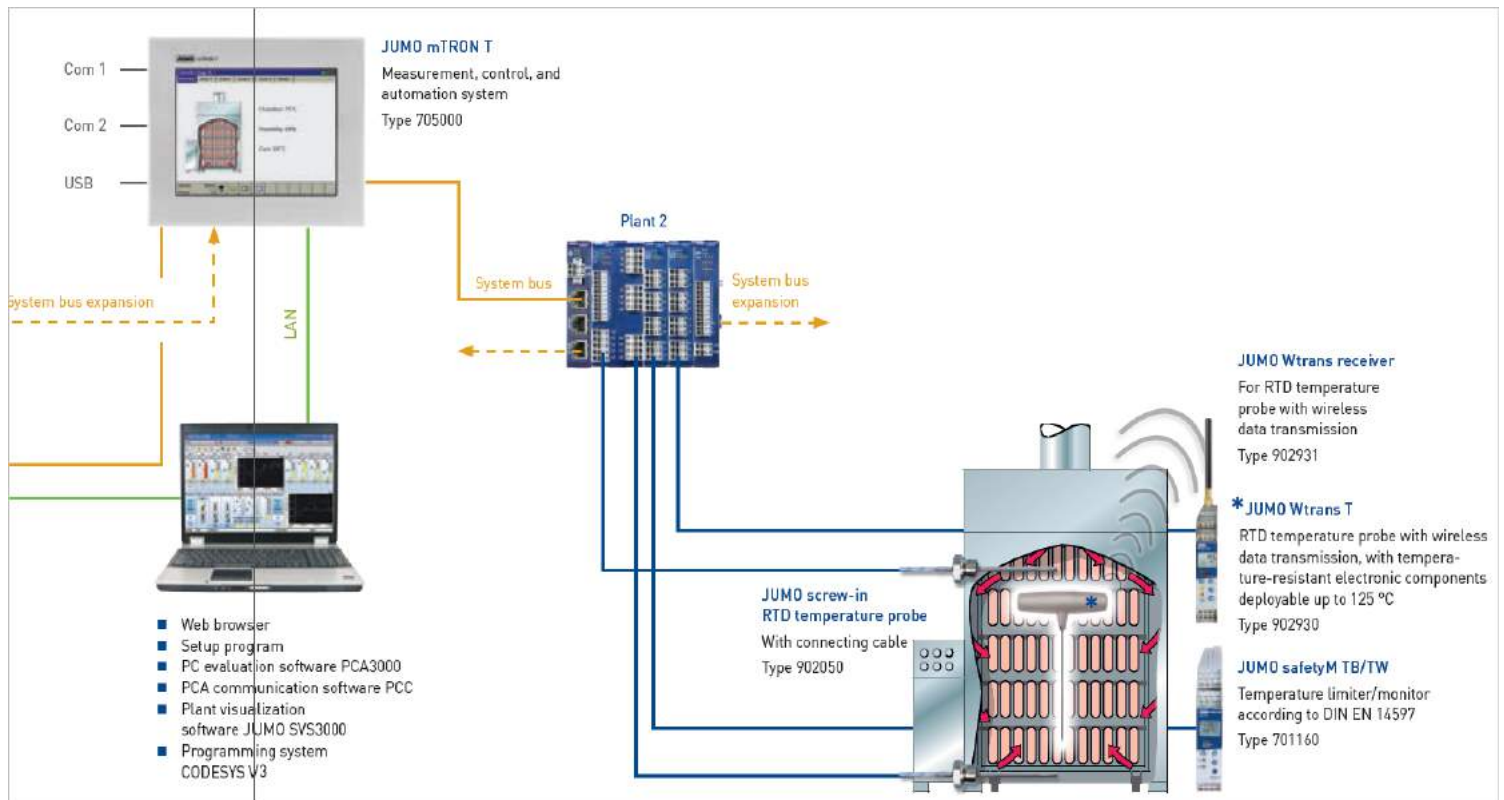 JUMO mTRON T
Measurement, control, and
automation system
Type 705000
Com 1
Com 2
USB
Plant 2
System bus
System bus
expansion
System bus expansion
LAN
JUMO Wtrans receiver
For RTD temperature
probe with wireless
data transmission
Type 902931
*JUMO Wtrans T
RTD temperature probe with wireless
data transmission, with tempera-
ture-resistant electronic components
deployable up to 125 °C
Type 902930
JUMO screw-in
RTD temperature probe
With connecting cable
Type 902050
*
JUMO safetyM TB/TW
Temperature limiter/monitor
according to DIN EN 14597
Type 701160
Web browser
Setup program
PC evaluation software PCA3000
PCA communication software PCC
Plant visualization
software JUMO SVS3000
Programming system
CODESYS V3